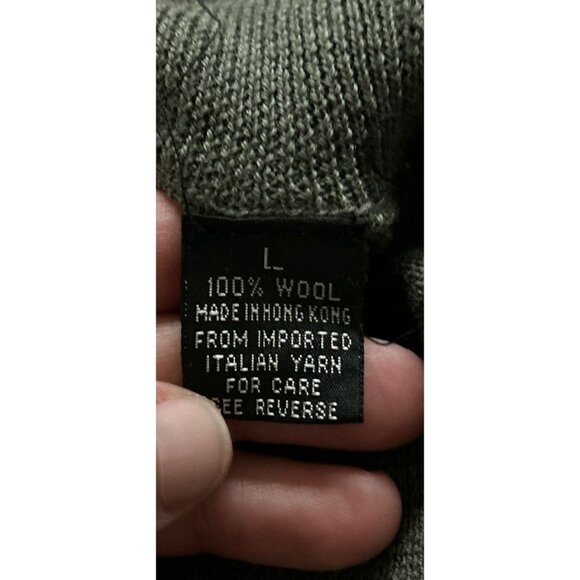 L
100% WOOL
MADE IN HONG KONG
FROM IMPORTED
ITALIAN YARN
FOR CARE
SEE REVERSE